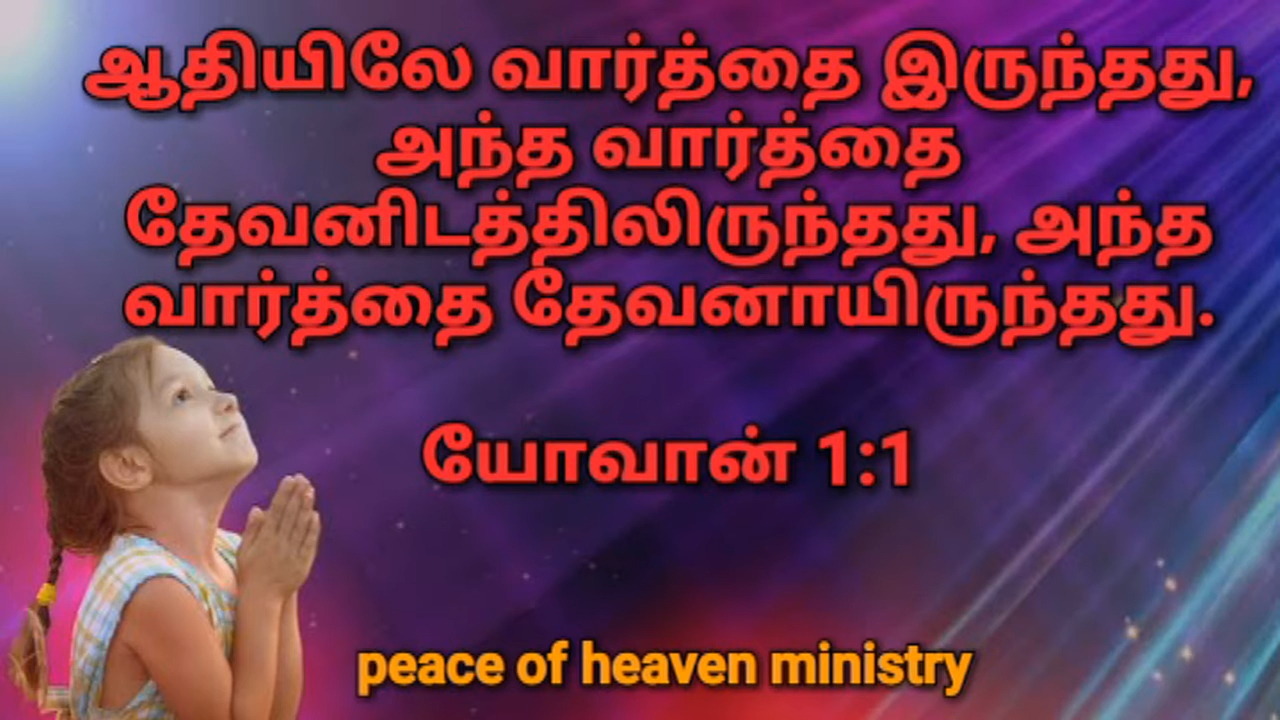 ஆதியிலே வார்த்தை இருந்தது,
அந்த வார்த்தை
தேவனிடத்திலிருந்தது, அந்த
வார்த்தை தேவனாயிருந்தது.
யோவான் 1:1
peace of heaven ministry